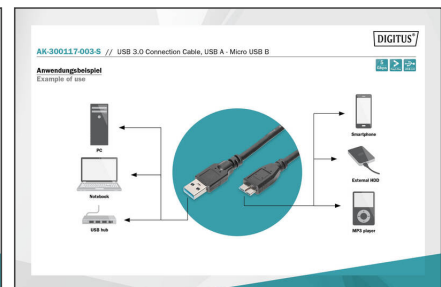 DIGITUS®
AK-300117-003-S // USB 3.0 Connection Cable, USB A - Micro USB B
Anwendungsbeispiel
Example of use
PC
Notebook
USB hub
Smartphone
External HDD
MP3 player